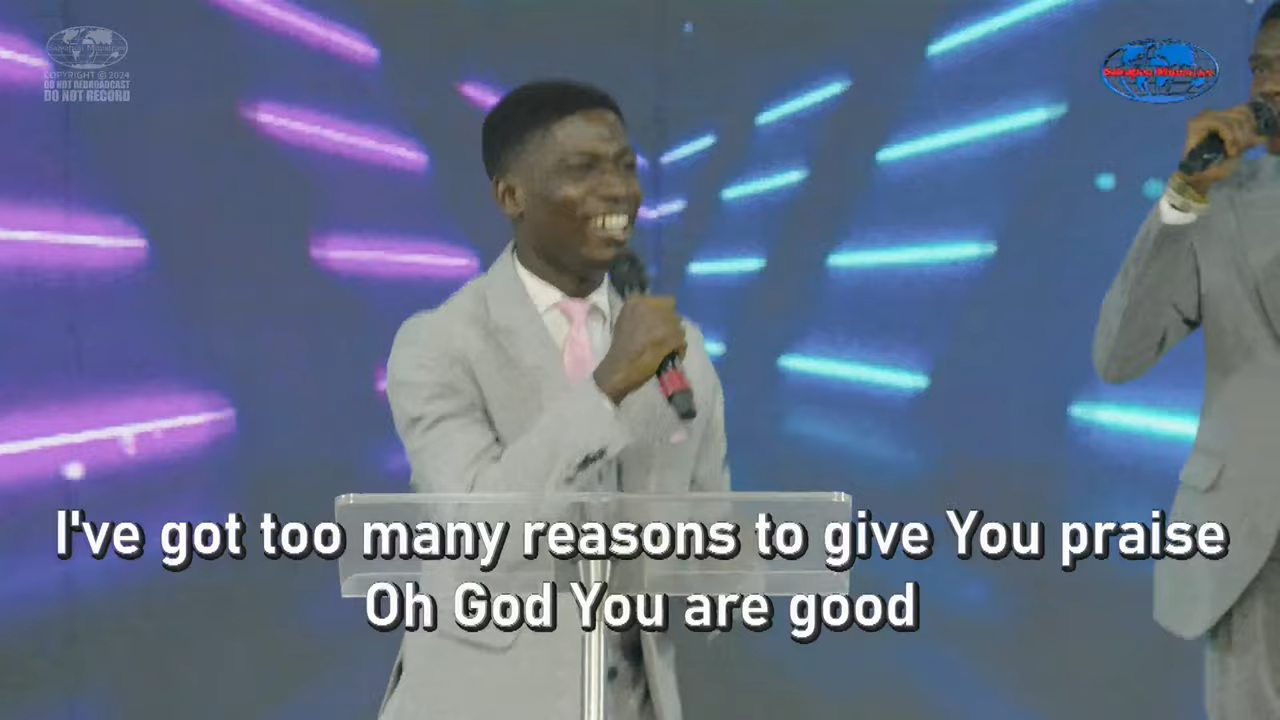 COPYRIGHT © 2024
DO NOT REBROADCAST
DO NOT RECORD
I've got too many reasons to give You praise
Oh God You are good